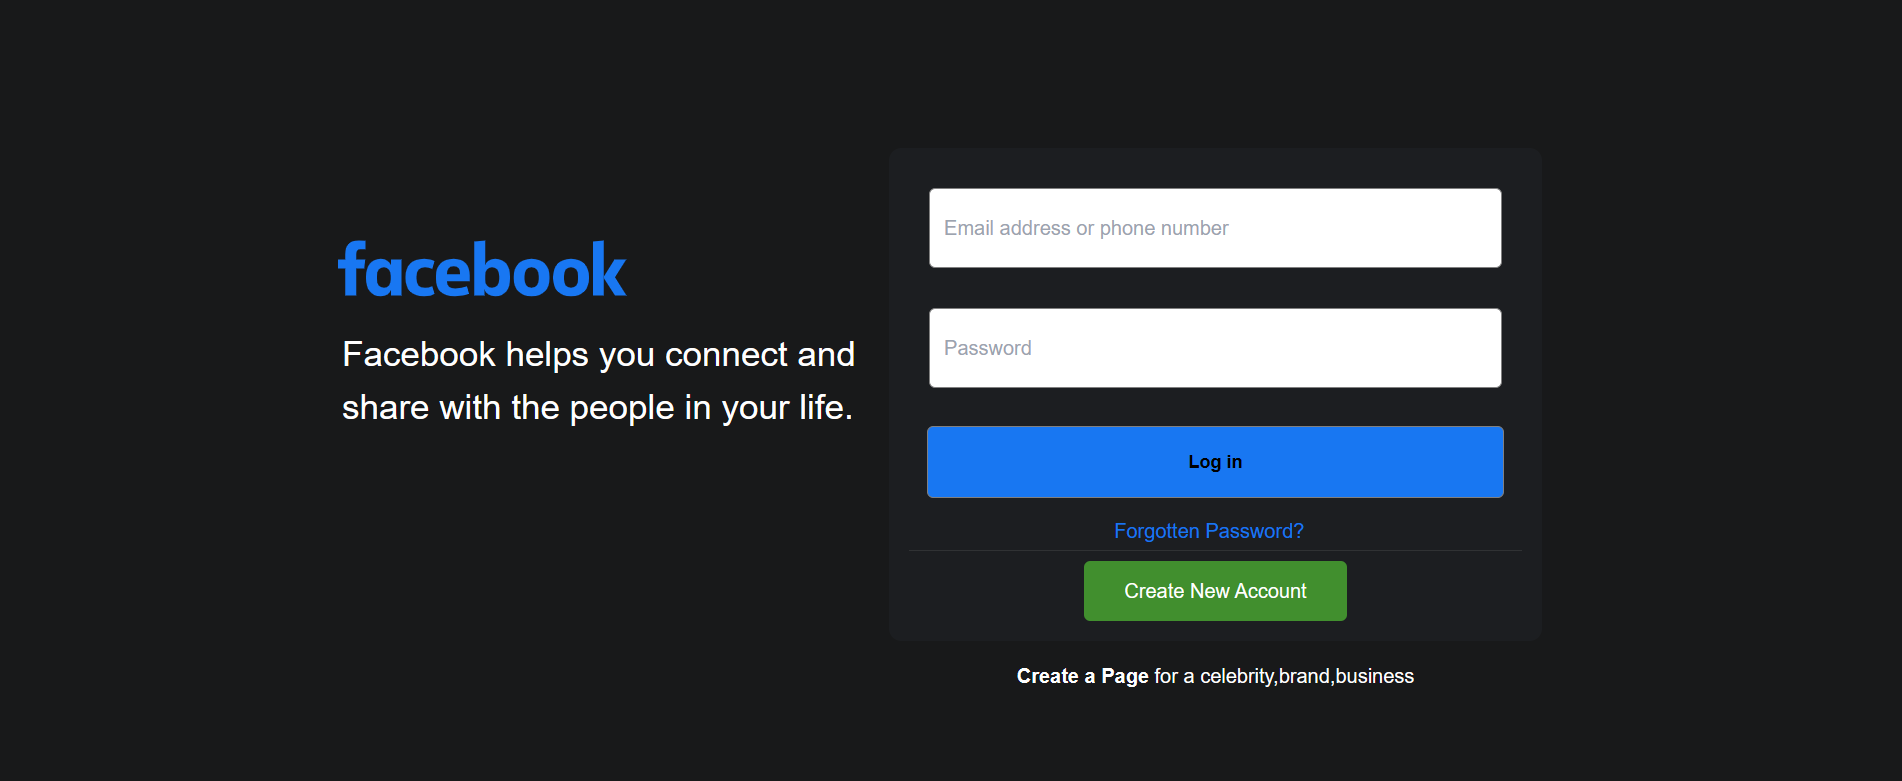 facebook
Facebook helps you connect and
share with the people in your life.
Email address or phone number
Password
Log in
Forgotten Password?
Create New Account
Create a Page for a celebrity,brand,business